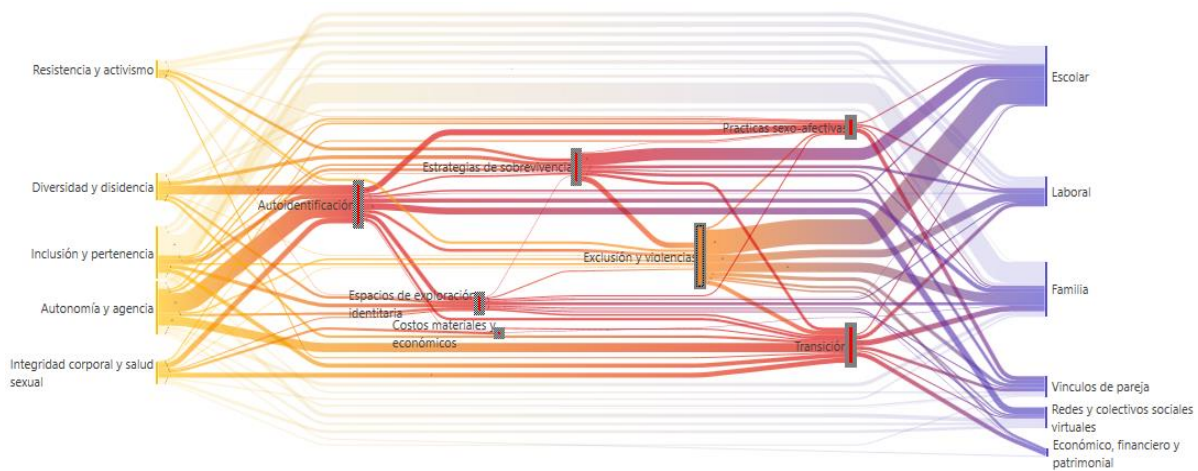 Resistencia y activismo
Diversidad y disidencia
Inclusión y pertenencia
Autonomía y agencia
Integridad corporal y salud
sexual
Autoidentificación
Estrategias de sobrevivencia
Espacios de exploración
identitaria
Costos materiales y
económicos
Exclusión y violencias
Practicas sexo-afectivas
Transición
Escolar
Laboral
Familia
Vinculos de pareja
Redes y colectivos sociales
virtuales
Económico, financiero y
patrimonial